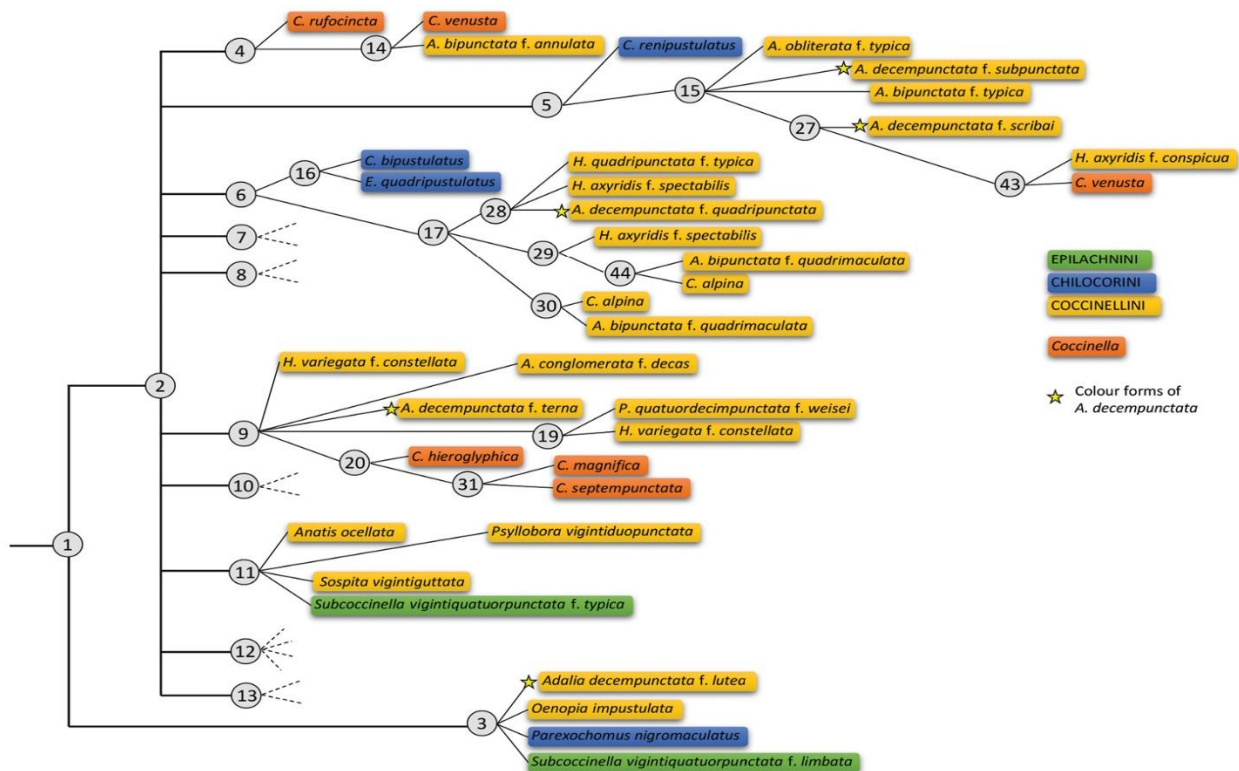 C. rufocincta
C. venusta
4
14
A. bipunctata f. annulata
C. renipustulatus
A. obliterata f. typica
A. decempunctata f. subpunctata
5
15
A. bipunctata f. typica
27
A. decempunctata f. scribai
43
H. axyridis f. conspicua
C. venusta
6
16
C. bipustulatus
E. quadripustulatus
17
28
H. quadripunctata f. typica
H. axyridis f. spectabilis
A. decempunctata f. quadripunctata
29
H. axyridis f. spectabilis
44
A. bipunctata f. quadrimaculata
C. alpina
30
C. alpina
A. bipunctata f. quadrimaculata
7
8
EPILACHNINI
CHILOCORINI
COCCINELLINI
Coccinella
Colour forms of
A. decempunctata
1
2
9
H. variegata f. constellata
A. conglomerata f. decas
A. decempunctata f. terna
19
P. quatuordecimpunctata f. weisei
H. variegata f. constellata
20
C. hieroglyphica
31
C. magnifica
C. septempunctata
10
11
Anatis ocellata
Psyllobora vigintiduopunctata
Sospita vigintiguttata
Subcoccinella vigintiquatuorpunctata f. typica
12
13
3
Adalia decempunctata f. lutea
Oenopia impustulata
Parexochomus nigromaculatus
Subcoccinella vigintiquatuorpunctata f. limbata